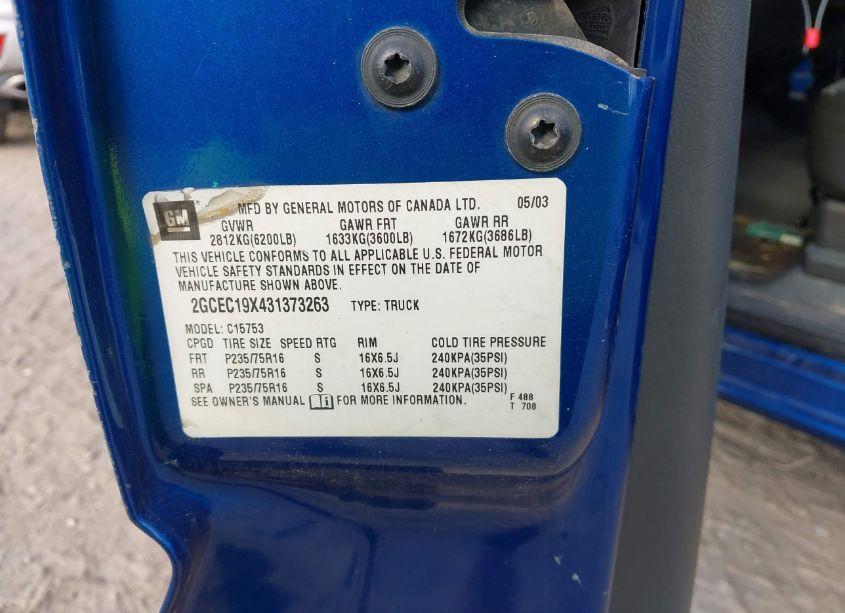 GM
MFD BY GENERAL MOTORS OF CANADA LTD. 05/03
GVWR GAWR FRT GAWR RR
2812KG(6200LB) 1633KG(3600LB) 1672KG(3686LB)
THIS VEHICLE CONFORMS TO ALL APPLICABLE U.S. FEDERAL MOTOR
VEHICLE SAFETY STANDARDS IN EFFECT ON THE DATE OF
MANUFACTURE SHOWN ABOVE.
2GCEC19X431373263 TYPE: TRUCK
MODEL: C15753
CPGD TIRE SIZE SPEED RTG RIM COLD TIRE PRESSURE
FRT P235/75R16 S 16X6.5J 240KPA(35PSI)
RR P235/75R16 S 16X6.5J 240KPA(35PSI)
SPA P235/75R16 S 16X6.5J 240KPA(35PSI)
SEE OWNER'S MANUAL FOR MORE INFORMATION.
F 488
T 708